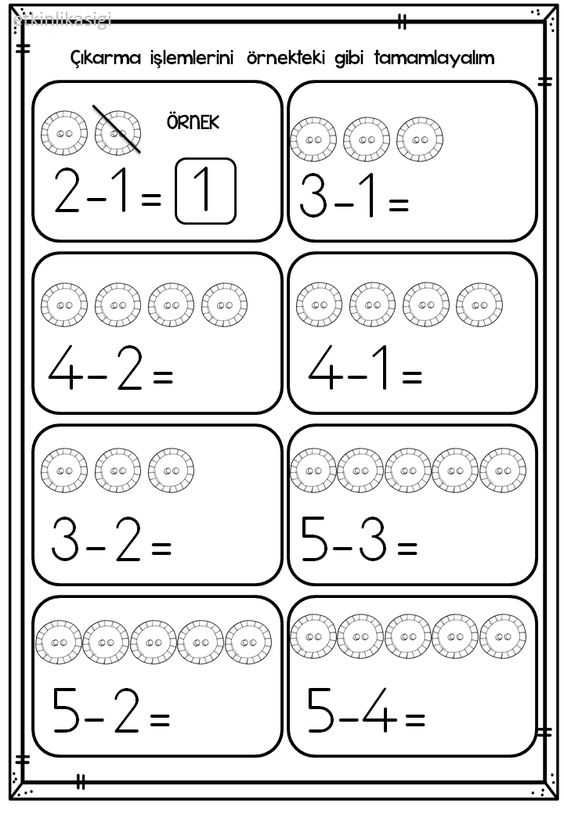 etkinlikasigi
Çıkarma işlemlerini örnekteki gibi tamamlayalım
ÖRNEK
2-1= 1
3-1=
4-2=
4-1=
3-2=
5-3=
5-2=
5-4=